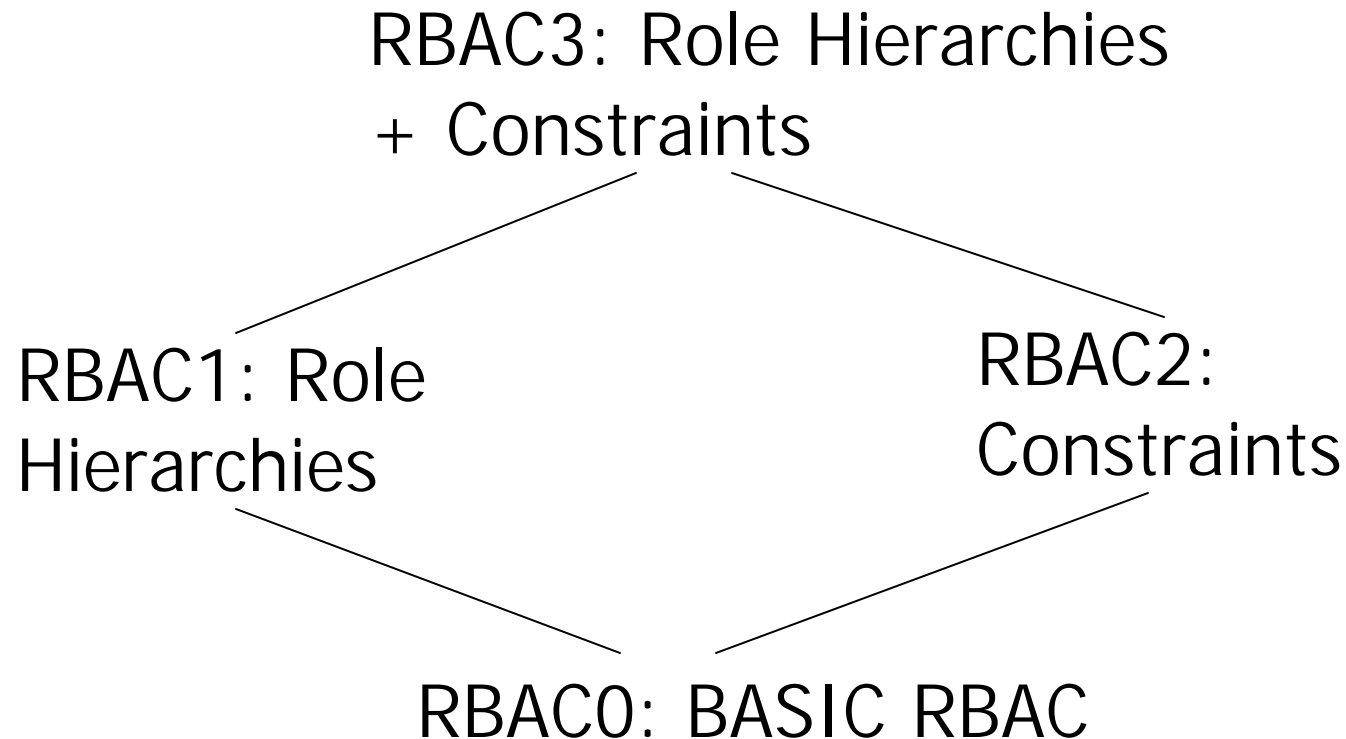 RBAC3: Role Hierarchies
+ Constraints
RBAC1: Role
Hierarchies
RBAC2:
Constraints
RBAC0: BASIC RBAC